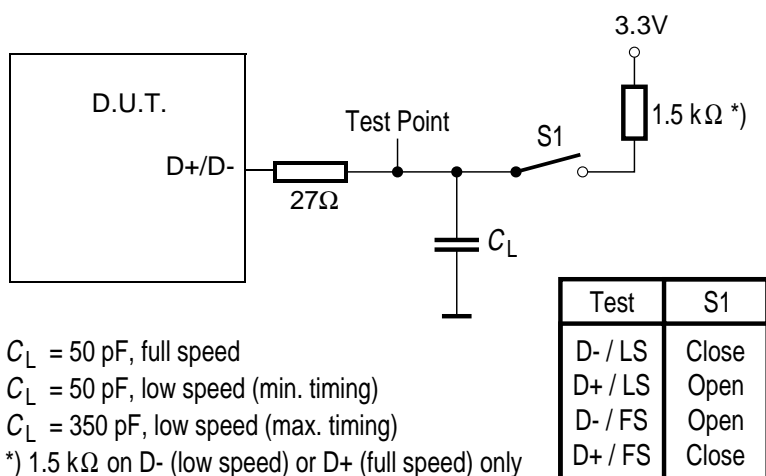 3.3V
D.U.T.
1.5 kΩ *)
Test Point
S1
D+/D-
27Ω
CL
Test S1
D- / LS Close
D+ / LS Open
D- / FS Open
D+ / FS Close
CL = 50 pF, full speed
CL = 50 pF, low speed (min. timing)
CL = 350 pF, low speed (max. timing)
*) 1.5 kΩ on D- (low speed) or D+ (full speed) only